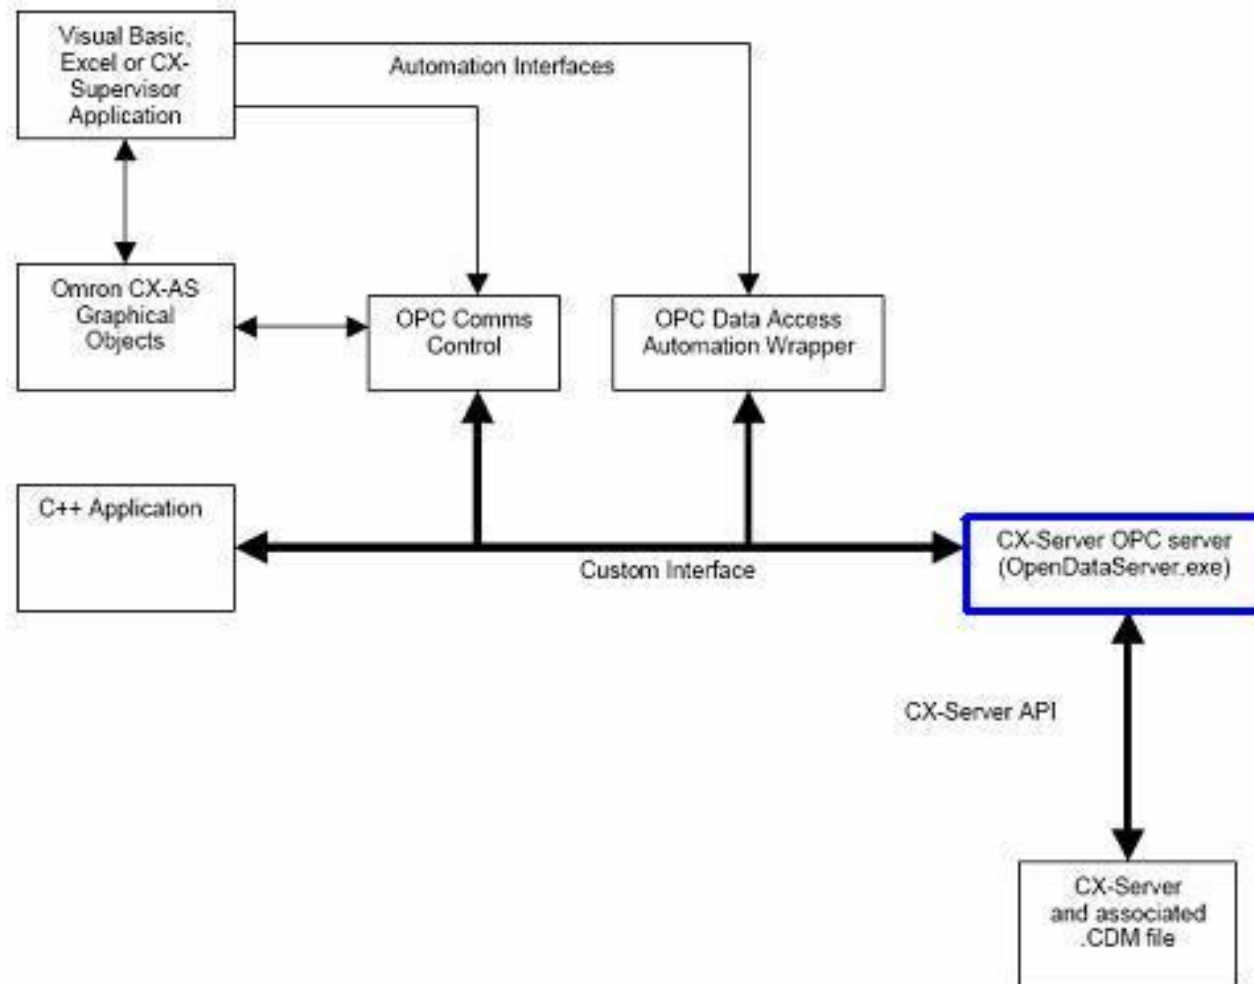 Visual Basic,
Excel or CX-
Supervisor
Application
Automation Interfaces
Omron CX-AS
Graphical
Objects
OPC Comms
Control
OPC Data Access
Automation Wrapper
C++ Application
Custom Interface
CX-Server OPC server
(OpenDataServer.exe)
CX-Server API
CX-Server
and associated
.CDM file